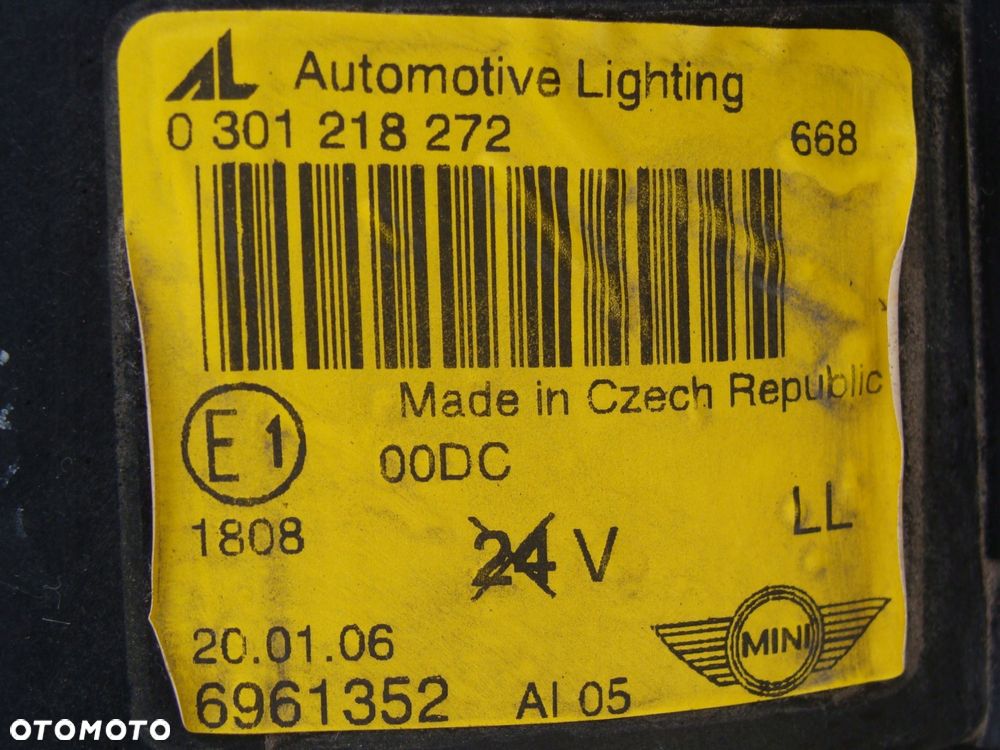 AL Automotive Lighting
0 301 218 272 668
Made in Czech Republic
E1
00DC
1808
24 V
LL
20.01.06
MINI
6961352 Al 05
OTOMOTO